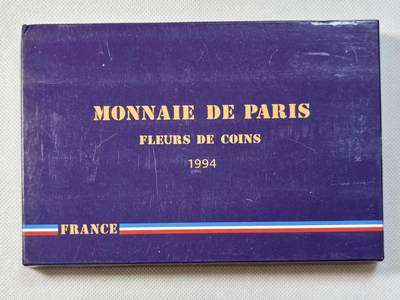 MONNAIE DE PARIS
FLEURS DE COINS
1994
FRANCE